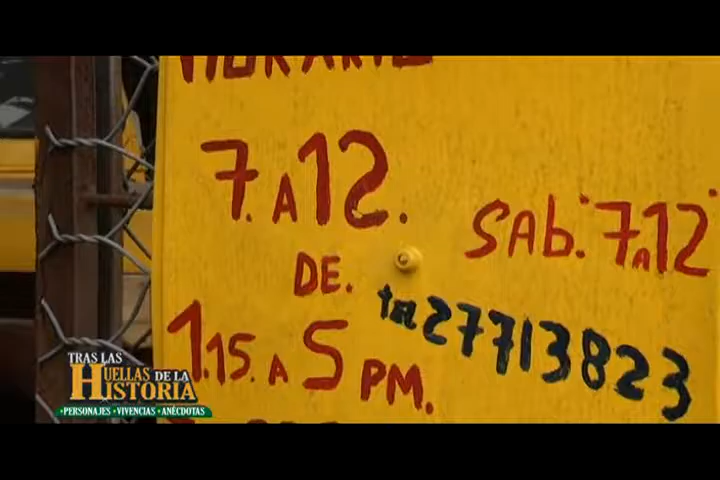 HORARIO
7. A 12.
DE.
1.15. A 5 PM.
SAB. 7. A 12
tel 27713823
TRAS LAS
HUELLAS DE LA
HISTORIA
•PERSONAJES •VIVENCIAS •ANÉCDOTAS